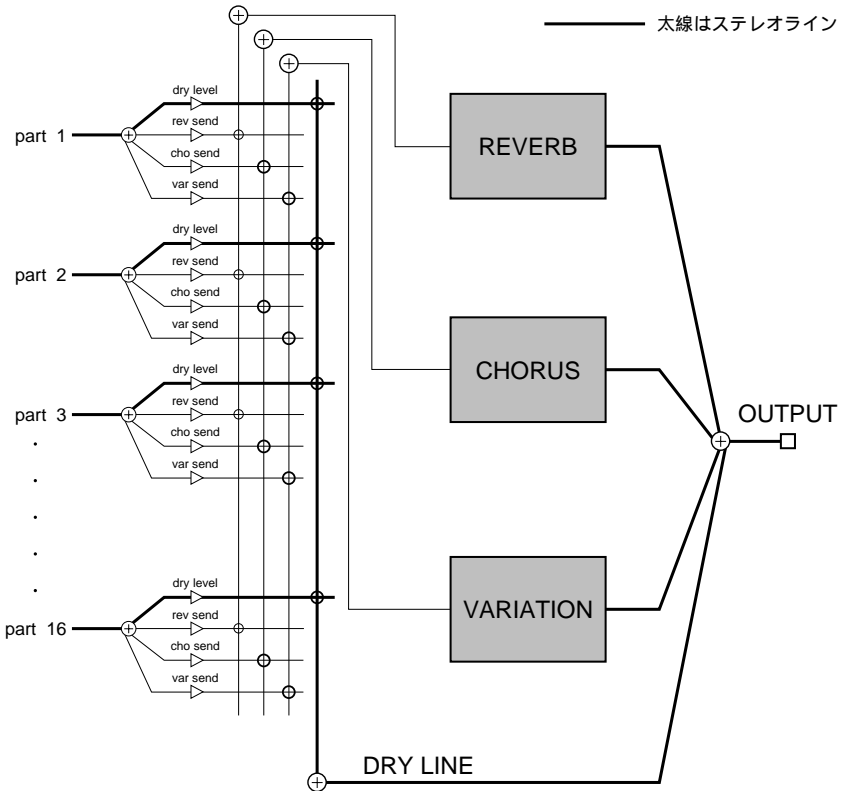 太線はステレオライン
part 1
dry level
rev send
cho send
var send
part 2
dry level
rev send
cho send
var send
part 3
dry level
rev send
cho send
var send
.
.
.
.
.
part 16
dry level
rev send
cho send
var send
REVERB
CHORUS
VARIATION
OUTPUT
DRY LINE